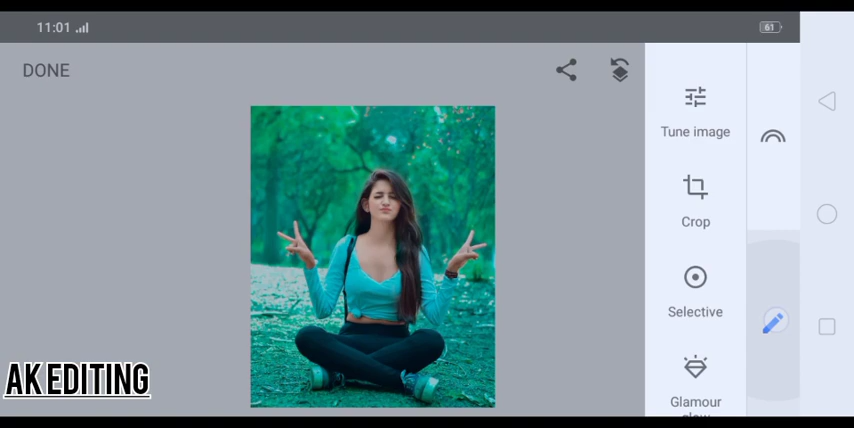 11:01
61
DONE
Tune image
Crop
Selective
Glamour
AK EDITING